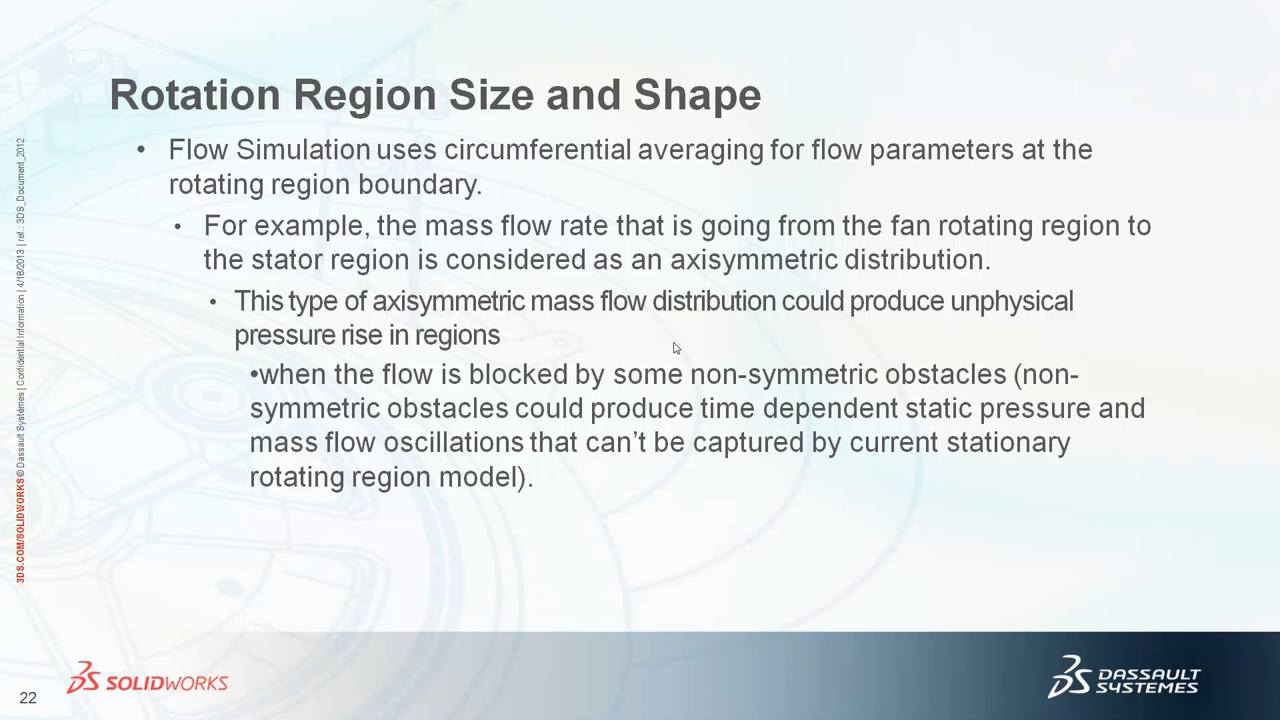 Rotation Region Size and Shape
• Flow Simulation uses circumferential averaging for flow parameters at the
rotating region boundary.
• For example, the mass flow rate that is going from the fan rotating region to
the stator region is considered as an axisymmetric distribution.
• This type of axisymmetric mass flow distribution could produce unphysical
pressure rise in regions
•when the flow is blocked by some non-symmetric obstacles (non-
symmetric obstacles could produce time dependent static pressure and
mass flow oscillations that can’t be captured by current stationary
rotating region model).
3DS.COM/SOLIDWORKS © Dassault Systèmes | Confidential Information | 4/18/2013 | ref.: 3DS_Document_2012
22
SOLIDWORKS
DASSAULT
SYSTEMES